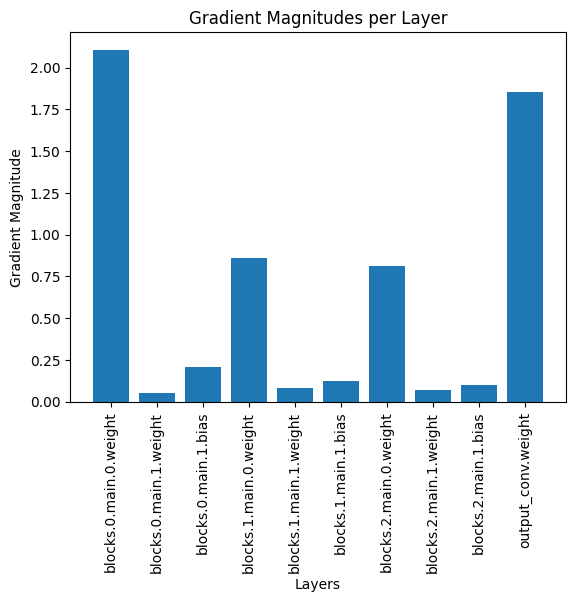 Gradient Magnitudes per Layer
Gradient Magnitude
2.00
1.75
1.50
1.25
1.00
0.75
0.50
0.25
0.00
blocks.0.main.0.weight
blocks.0.main.1.weight
blocks.0.main.1.bias
blocks.1.main.0.weight
blocks.1.main.1.weight
blocks.1.main.1.bias
blocks.2.main.0.weight
blocks.2.main.1.weight
blocks.2.main.1.bias
output_conv.weight
Layers